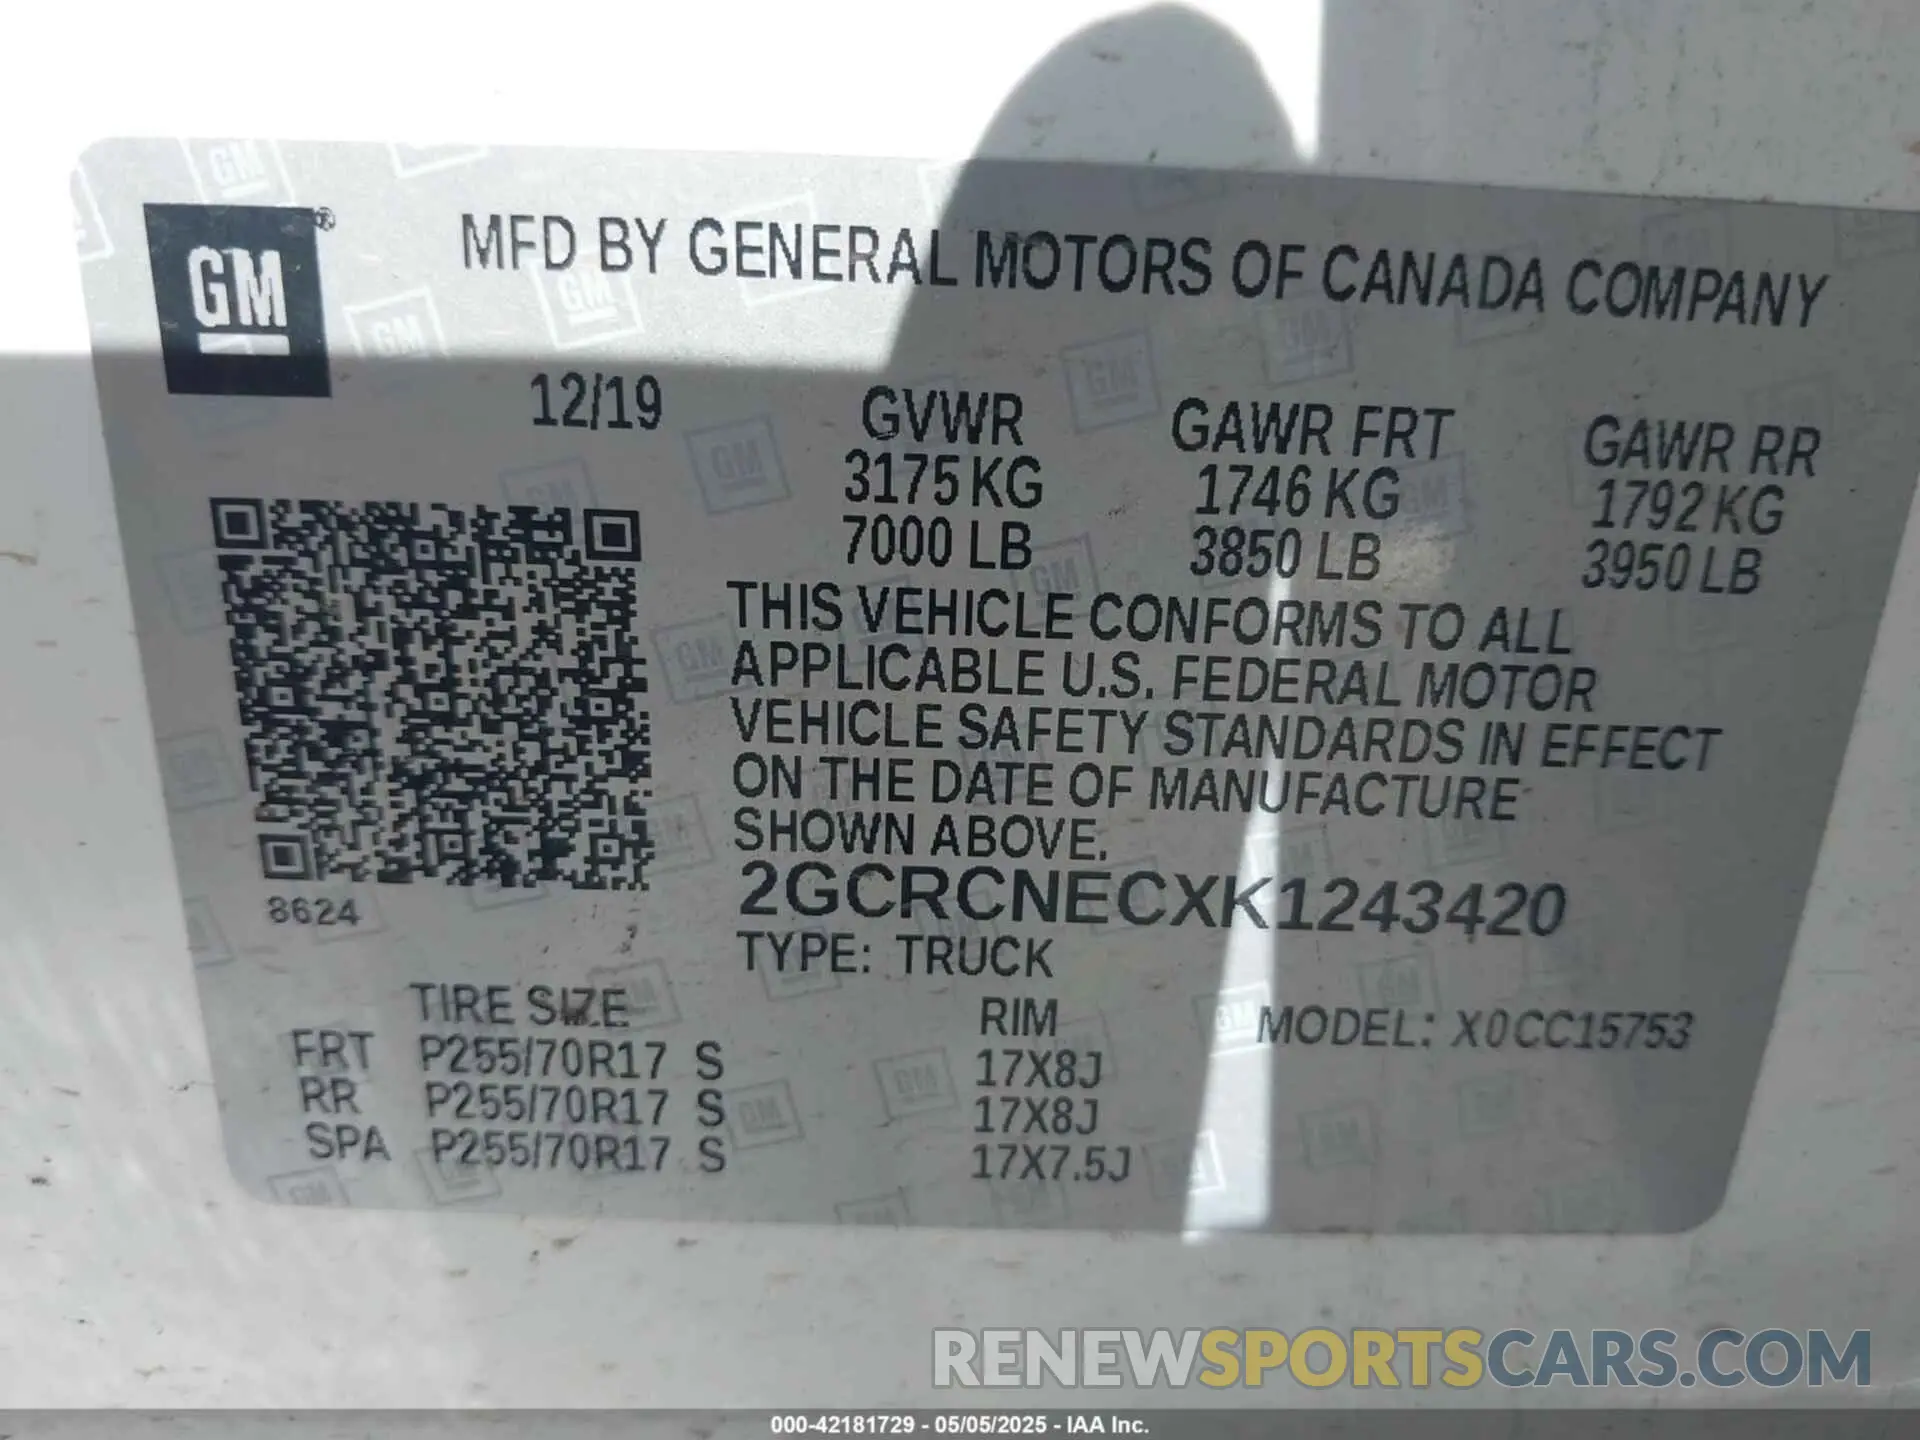 GM®
MFD BY GENERAL MOTORS OF CANADA COMPANY
12/19
GVWR
3175 KG
7000 LB
GAWR FRT
1746 KG
3850 LB
GAWR RR
1792 KG
3950 LB
THIS VEHICLE CONFORMS TO ALL
APPLICABLE U.S. FEDERAL MOTOR
VEHICLE SAFETY STANDARDS IN EFFECT
ON THE DATE OF MANUFACTURE
SHOWN ABOVE.
2GCRCNECXK1243420
TYPE: TRUCK
8624
TIRE SIZE RIM MODEL: X0CC15753
FRT P255/70R17 S 17X8J
RR P255/70R17 S 17X8J
SPA P255/70R17 S 17X7.5J
RENEWSPORTSCARS.COM
000-42181729 - 05/05/2025 - IAA Inc.